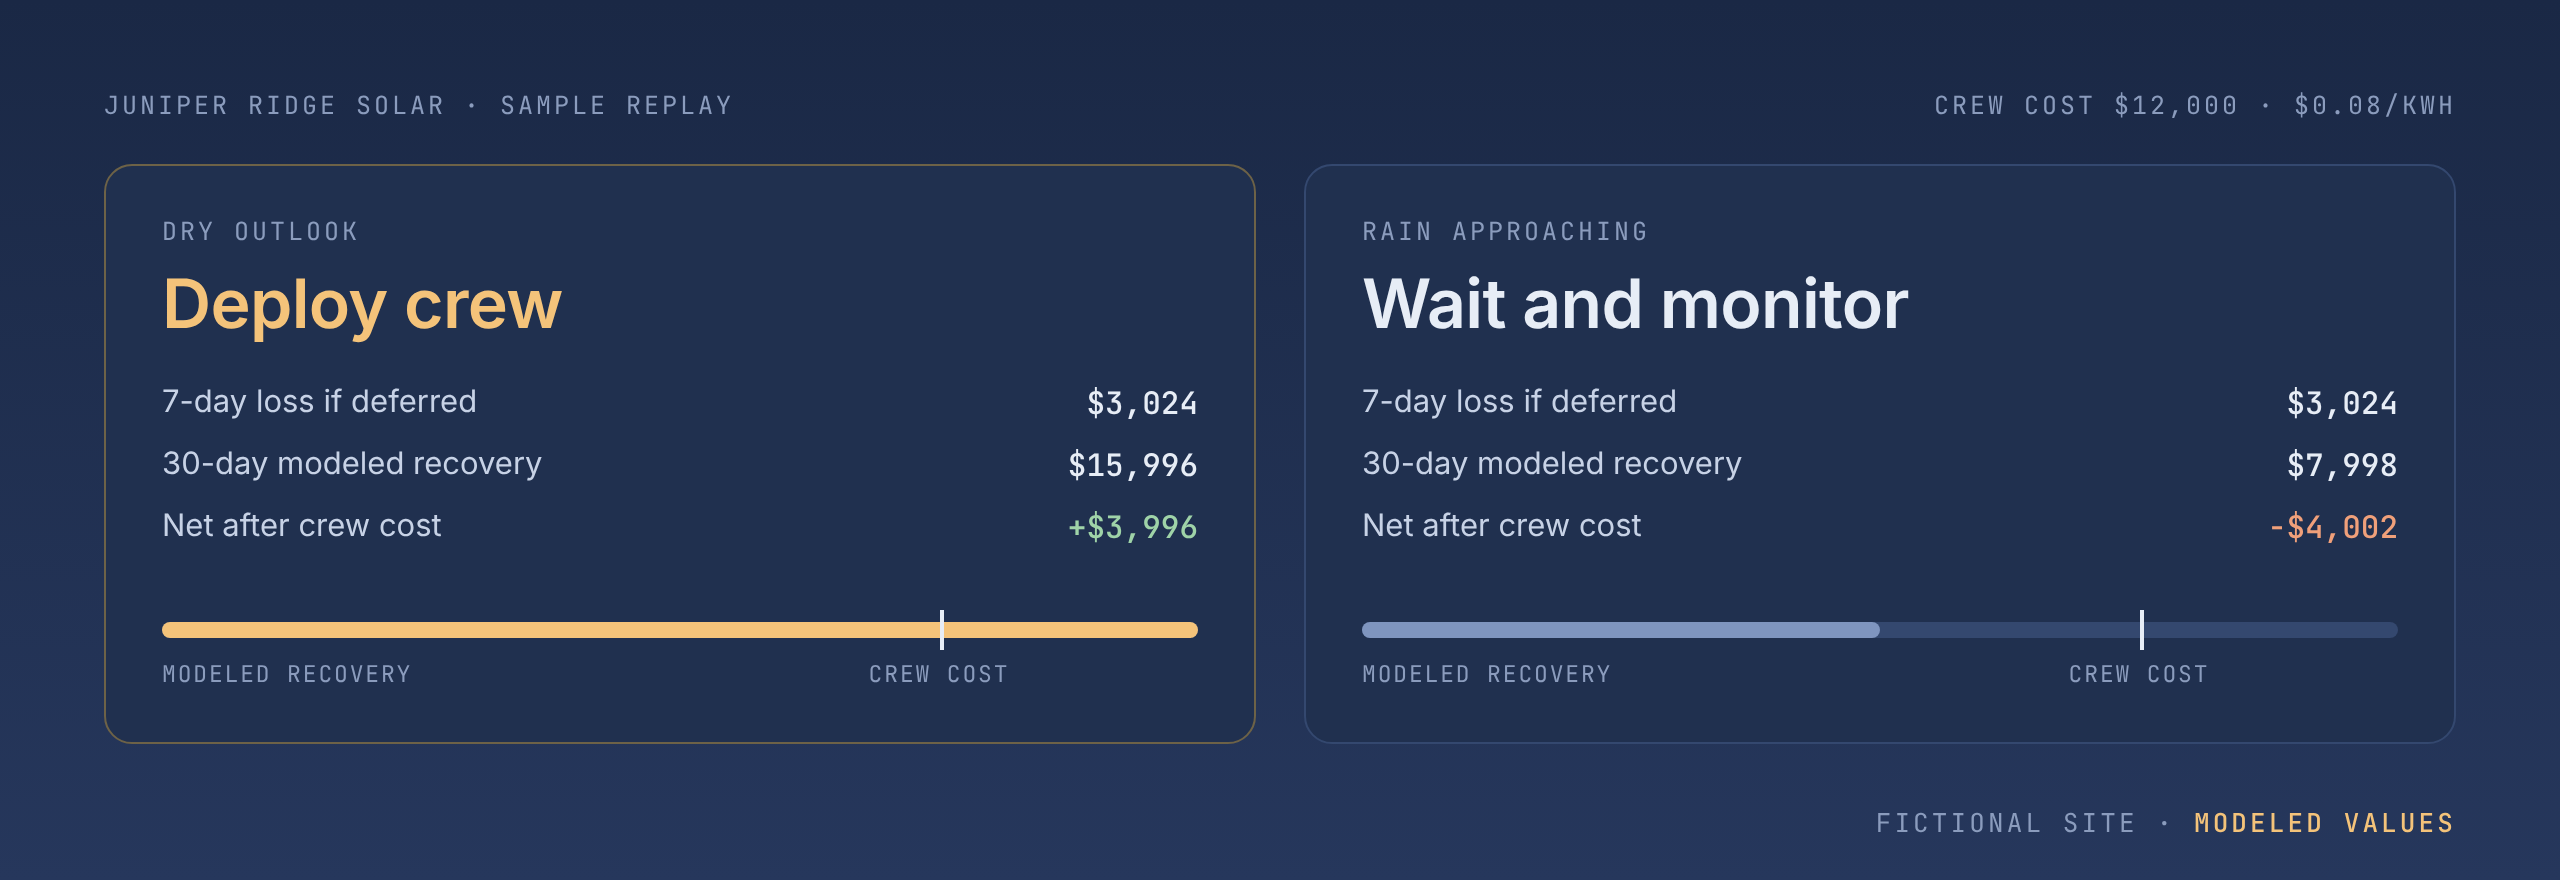 JUNIPER RIDGE SOLAR · SAMPLE REPLAY
CREW COST $12,000 · $0.08/KWH
DRY OUTLOOK
Deploy crew
7-day loss if deferred $3,024
30-day modeled recovery $15,996
Net after crew cost +$3,996
MODELED RECOVERY CREW COST
RAIN APPROACHING
Wait and monitor
7-day loss if deferred $3,024
30-day modeled recovery $7,998
Net after crew cost -$4,002
MODELED RECOVERY CREW COST
FICTIONAL SITE · MODELED VALUES